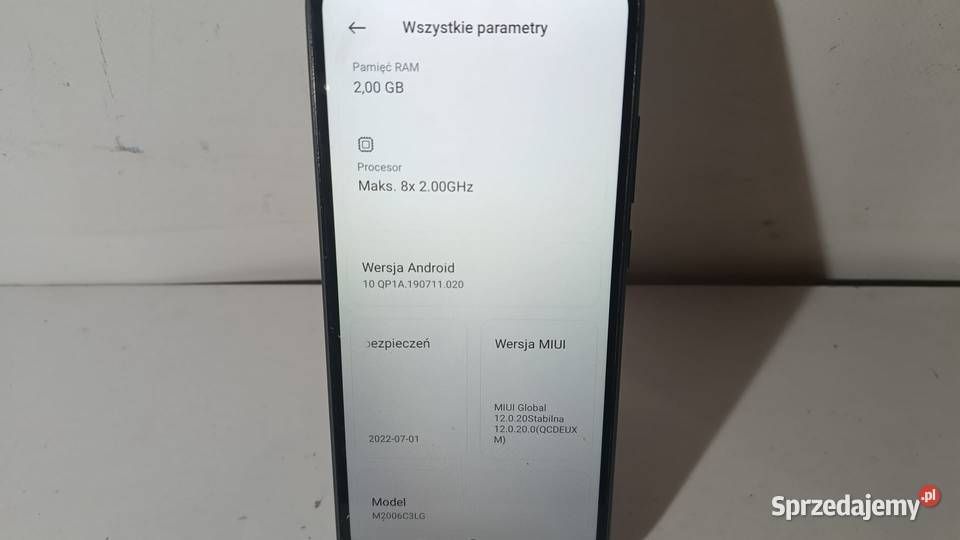 Wszystkie parametry
Pamięć RAM
2,00 GB
Procesor
Maks. 8x 2.00GHz
Wersja Android
10 QP1A.190711.020
ezpieczeń
2022-07-01
Wersja MIUI
MIUI Global
12.0.20Stabilna
12.0.20.0(QCDEUX
M)
Model
M2006C3LG
Sprzedajemy.pl